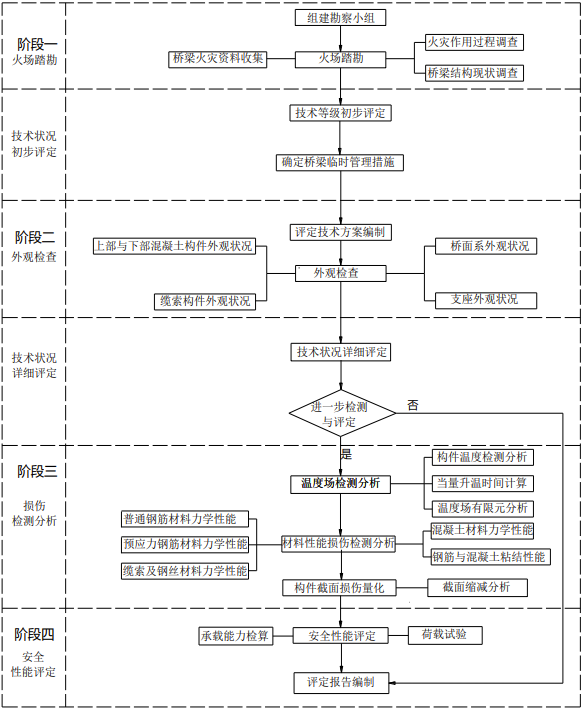 组建勘察小组
阶段一
火场踏勘
桥梁火灾资料收集
火场踏勘
火灾作用过程调查
桥梁结构现状调查
技术状况
初步评定
技术等级初步评定
确定桥梁临时管理措施
阶段二
外观检查
评定技术方案编制
上部与下部混凝土构件外观状况
桥面系外观状况
外观检查
缆索构件外观状况
支座外观状况
技术状况
详细评定
技术状况详细评定
进一步检测
与评定
否
是
阶段三
损伤
检测分析
温度场检测分析
构件温度检测分析
当量升温时间计算
温度场有限元分析
普通钢筋材料力学性能
预应力钢筋材料力学性能
缆索及钢丝材料力学性能
材料性能损伤检测分析
混凝土材料力学性能
钢筋与混凝土粘结性能
构件截面损伤量化
截面缩减分析
阶段四
安全
性能评定
承载能力检算
安全性能评定
荷载试验
评定报告编制